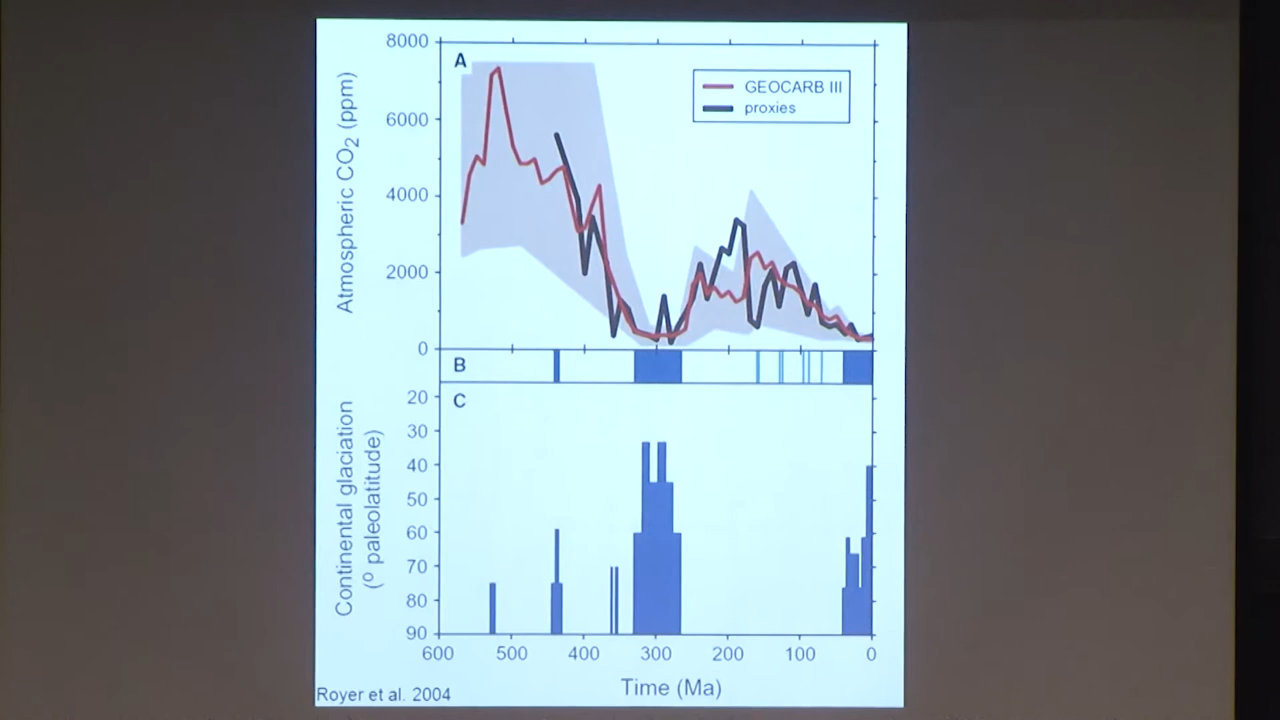 8000
A
GEOCARB III
proxies
6000
4000
2000
0
Atmospheric CO2 (ppm)
B
C
20
30
40
50
60
70
80
90
Continental glaciation
(º paleolatitude)
600 500 400 300 200 100 0
Time (Ma)
Royer et al. 2004